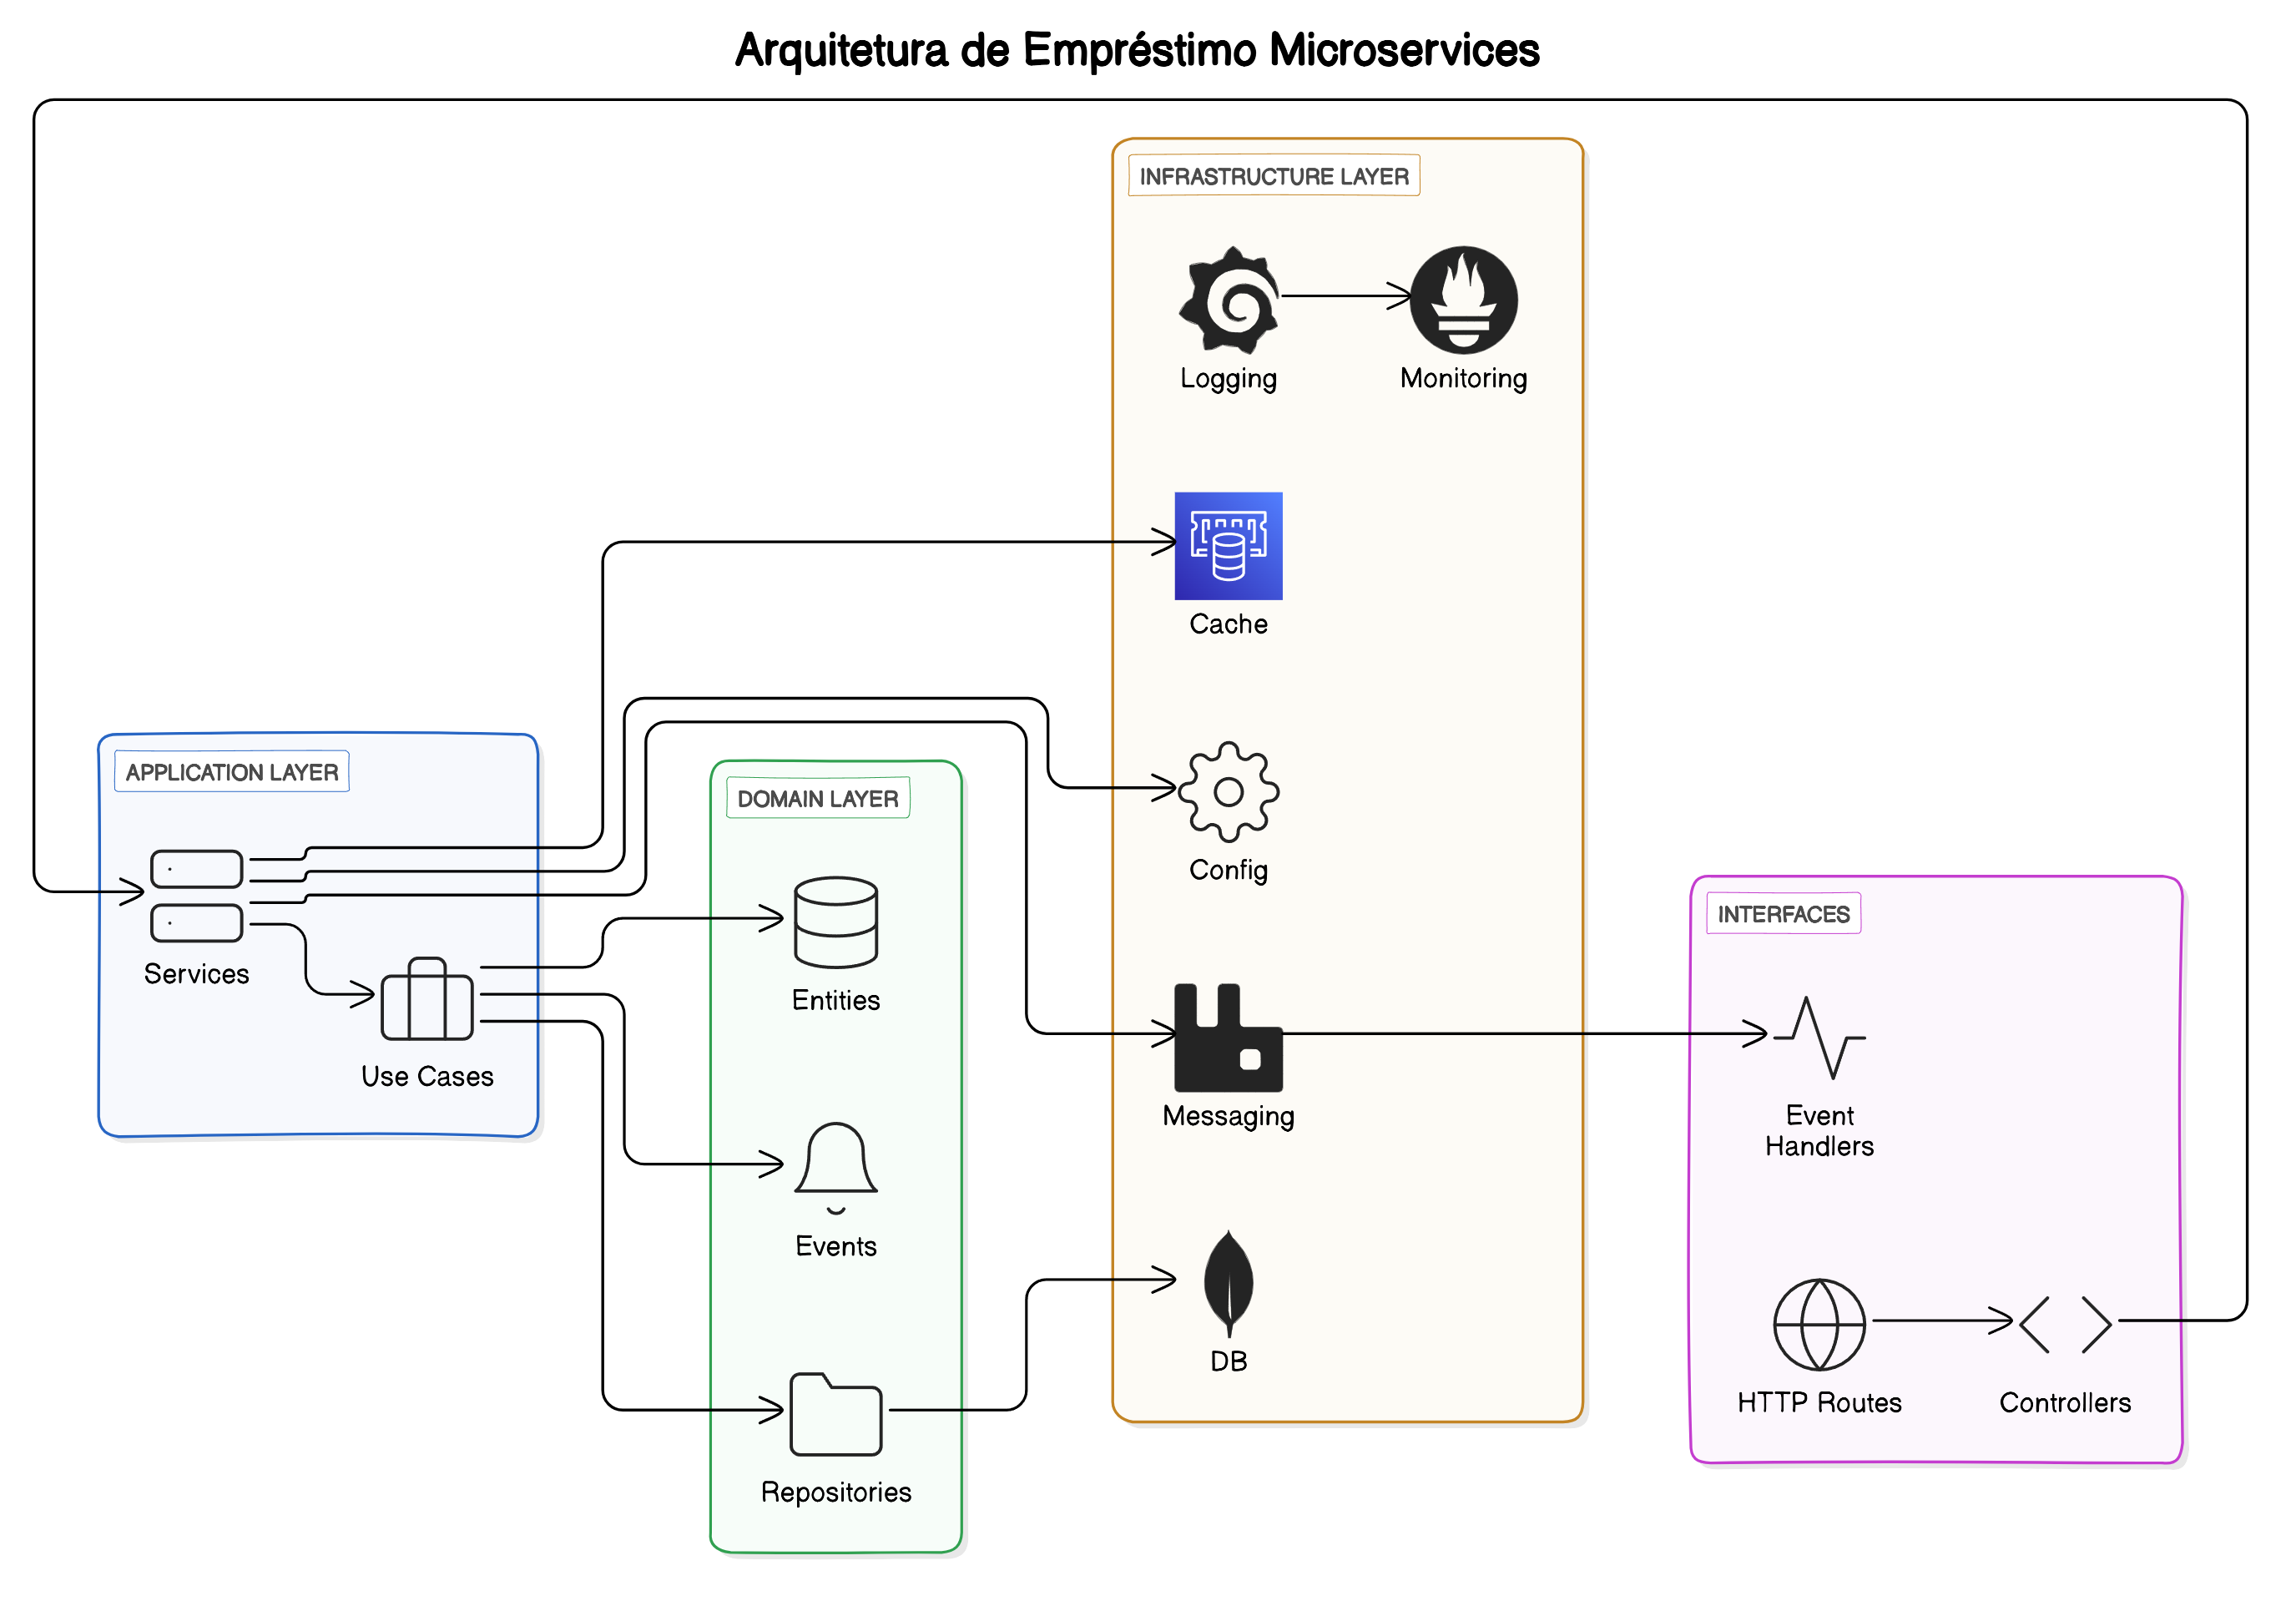 Arquitetura de Empréstimo Microservices
INFRASTRUCTURE LAYER
Logging
Monitoring
Cache
Config
Messaging
DB
APPLICATION LAYER
Services
Use Cases
DOMAIN LAYER
Entities
Events
Repositories
INTERFACES
Event
Handlers
HTTP Routes
Controllers